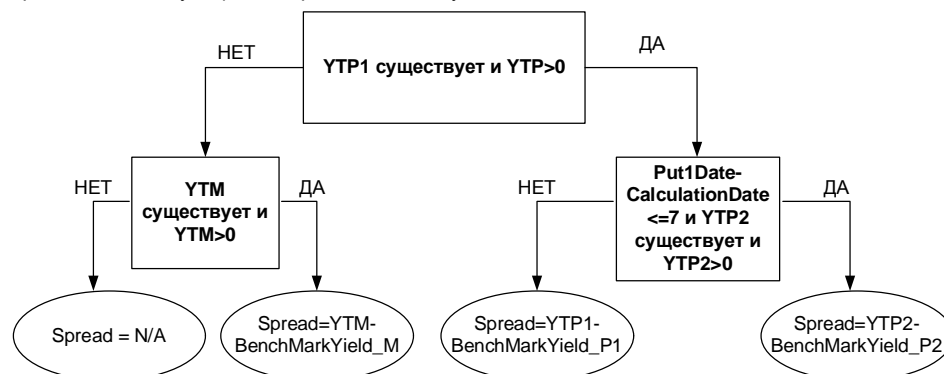 НЕТ
ДА
YTP1 существует и YTP>0
НЕТ
YTM
существует и
YTM>0
ДА
НЕТ
Put1Date-
CalculationDate
<=7 и YTP2
существует и
YTP2>0
ДА
Spread = N/A
Spread=YTM-
BenchMarkYield_M
Spread=YTP1-
BenchMarkYield_P1
Spread=YTP2-
BenchMarkYield_P2